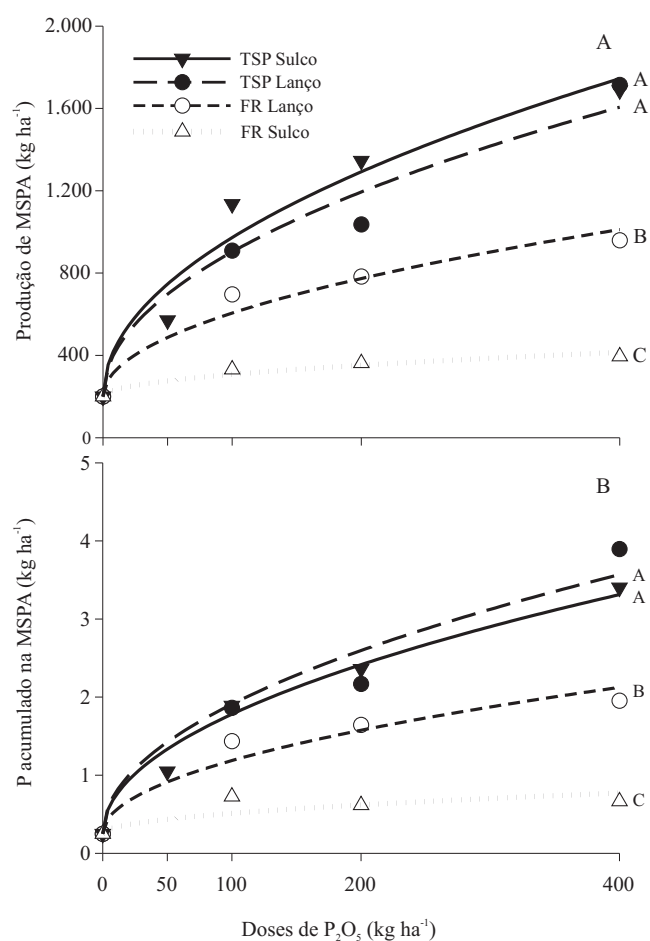 2.000
1.600
1.200
800
400
0
Produção de MSPA (kg ha⁻¹)
TSP Sulco
TSP Lanço
FR Lanço
FR Sulco
A
A
A
B
C
5
4
3
2
1
0
P acumulado na MSPA (kg ha⁻¹)
B
A
A
B
C
0 50 100 200 400
Doses de P₂O₅ (kg ha⁻¹)